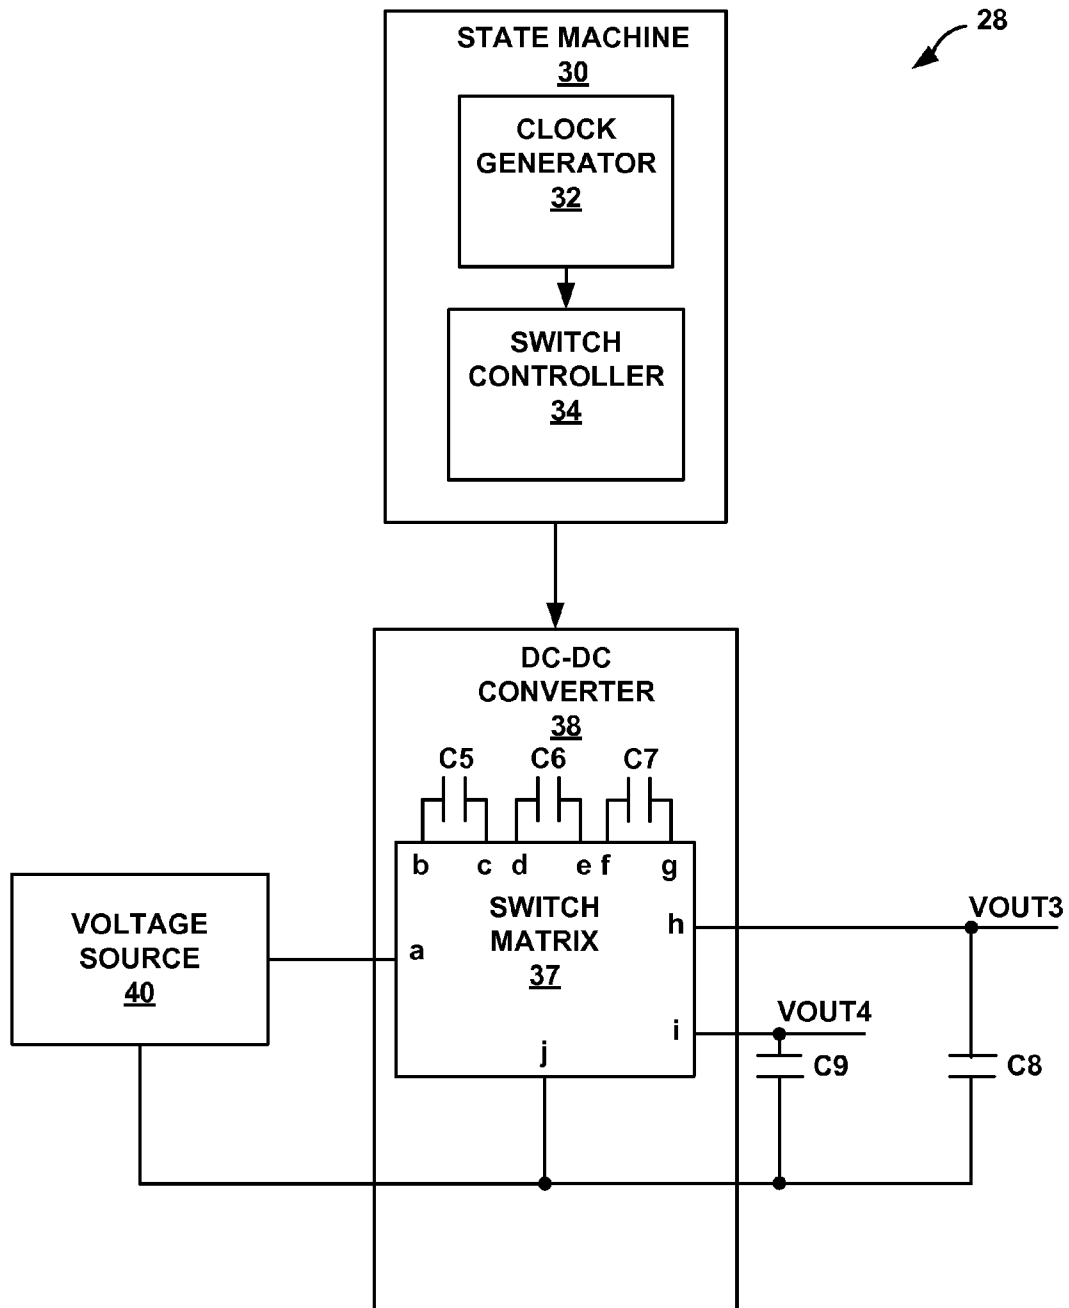 28
STATE MACHINE
30
CLOCK
GENERATOR
32
SWITCH
CONTROLLER
34
DC-DC
CONVERTER
38
C5 C6 C7
b c d e f g
SWITCH
MATRIX
37
a
h
i
j
VOLTAGE
SOURCE
40
VOUT3
VOUT4
C9
C8